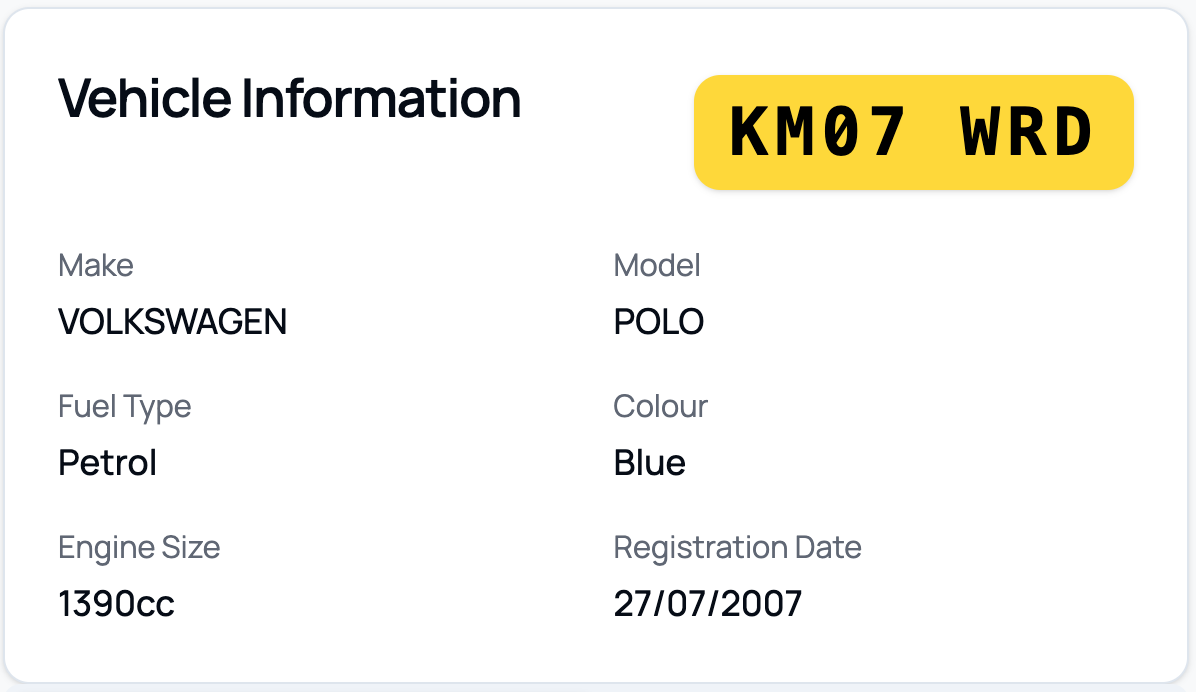 Vehicle Information
KM07 WRD
Make
Model
VOLKSWAGEN
POLO
Fuel Type
Colour
Petrol
Blue
Engine Size
Registration Date
1390cc
27/07/2007